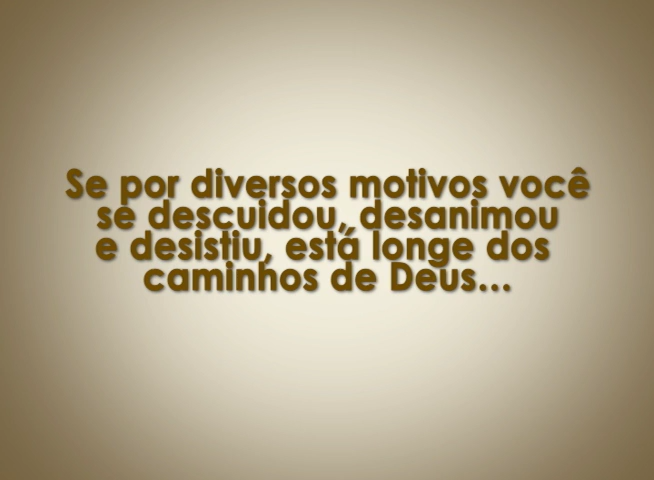 Se por diversos motivos você
se descuidou, desanimou
e desistiu, está longe dos
caminhos de Deus...